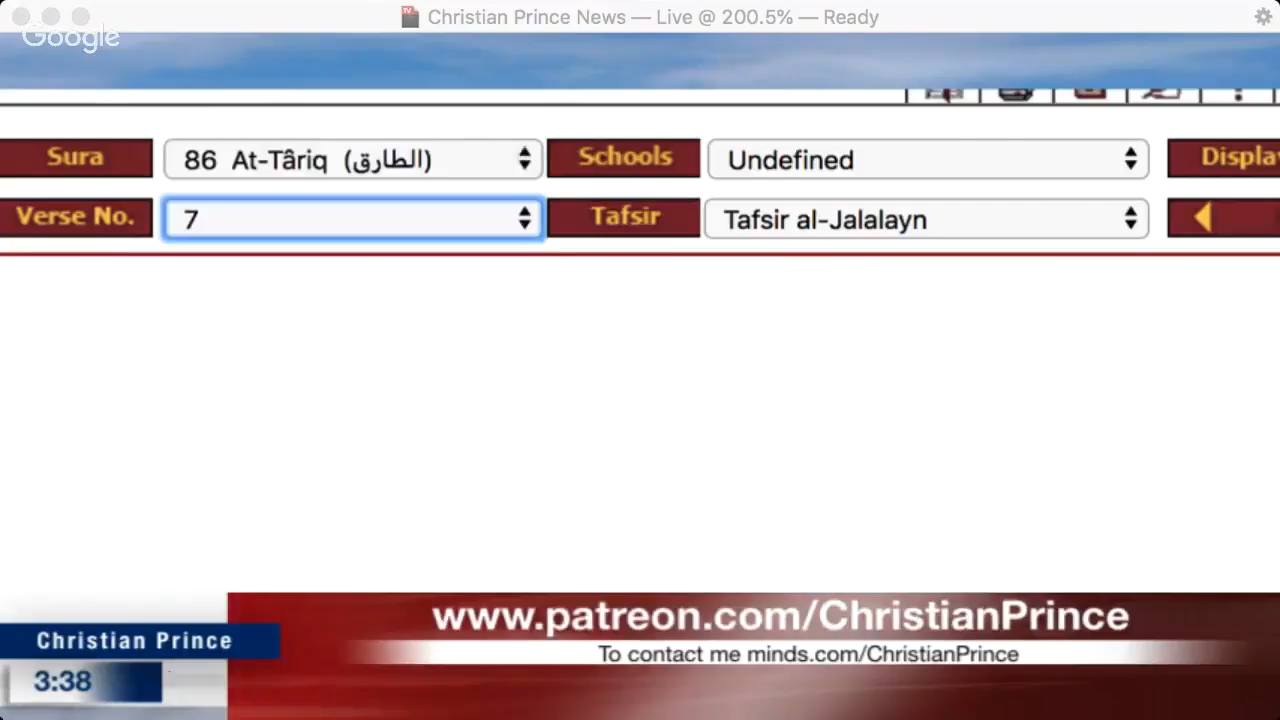 Christian Prince News — Live @ 200.5% — Ready
Google
Sura 86 At-Târiq (الطارق) Schools Undefined
Verse No. 7 Tafsir Tafsir al-Jalalayn
www.patreon.com/ChristianPrince
To contact me minds.com/ChristianPrince
Christian Prince
3:38